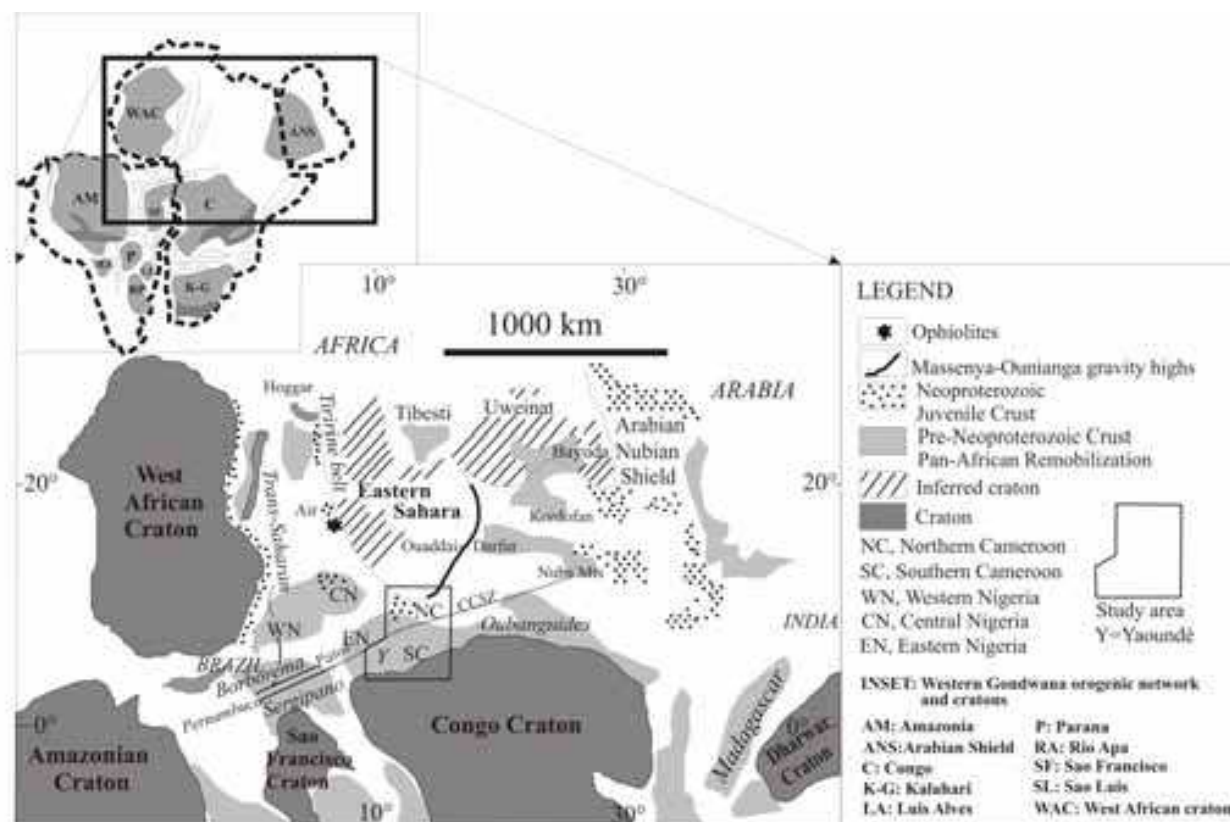 WAC
ANS
AM
C
P
K-G
10°
30°
1000 km
AFRICA
ARABIA
Hoggar
Tiririne belt
Tibesti
Uweinat
Arabian
Nubian
Shield
Bayoda
West
African
Craton
20°
20°
Trans-Saharan
Air
Eastern
Sahara
Kordofan
Ouaddai
Darfur
Nuba Mts
CN
NC
CCSZ
Oubanguides
WN
EN
Y
SC
INDIA
BRAZIL
Borborema
Patos
Pernambuco
Sergipano
0°
0°
Amazonian
Craton
Sao
Francisco
Craton
Congo Craton
Madagascar
Dharwar
Craton
10°
30°
LEGEND
Ophiolites
Massenya-Ounianga gravity highs
Neoproterozoic
Juvenile Crust
Pre-Neoproterozoic Crust
Pan-African Remobilization
Inferred craton
Craton
NC, Northern Cameroon
SC, Southern Cameroon
WN, Western Nigeria
CN, Central Nigeria
EN, Eastern Nigeria
Study area
Y=Yaoundé
INSET: Western Gondwana orogenic network
and cratons
AM: Amazonia
ANS:Arabian Shield
C: Congo
K-G: Kalahari
LA: Luis Alves
P: Parana
RA: Rio Apa
SF: Sao Francisco
SL: Sao Luis
WAC: West African craton